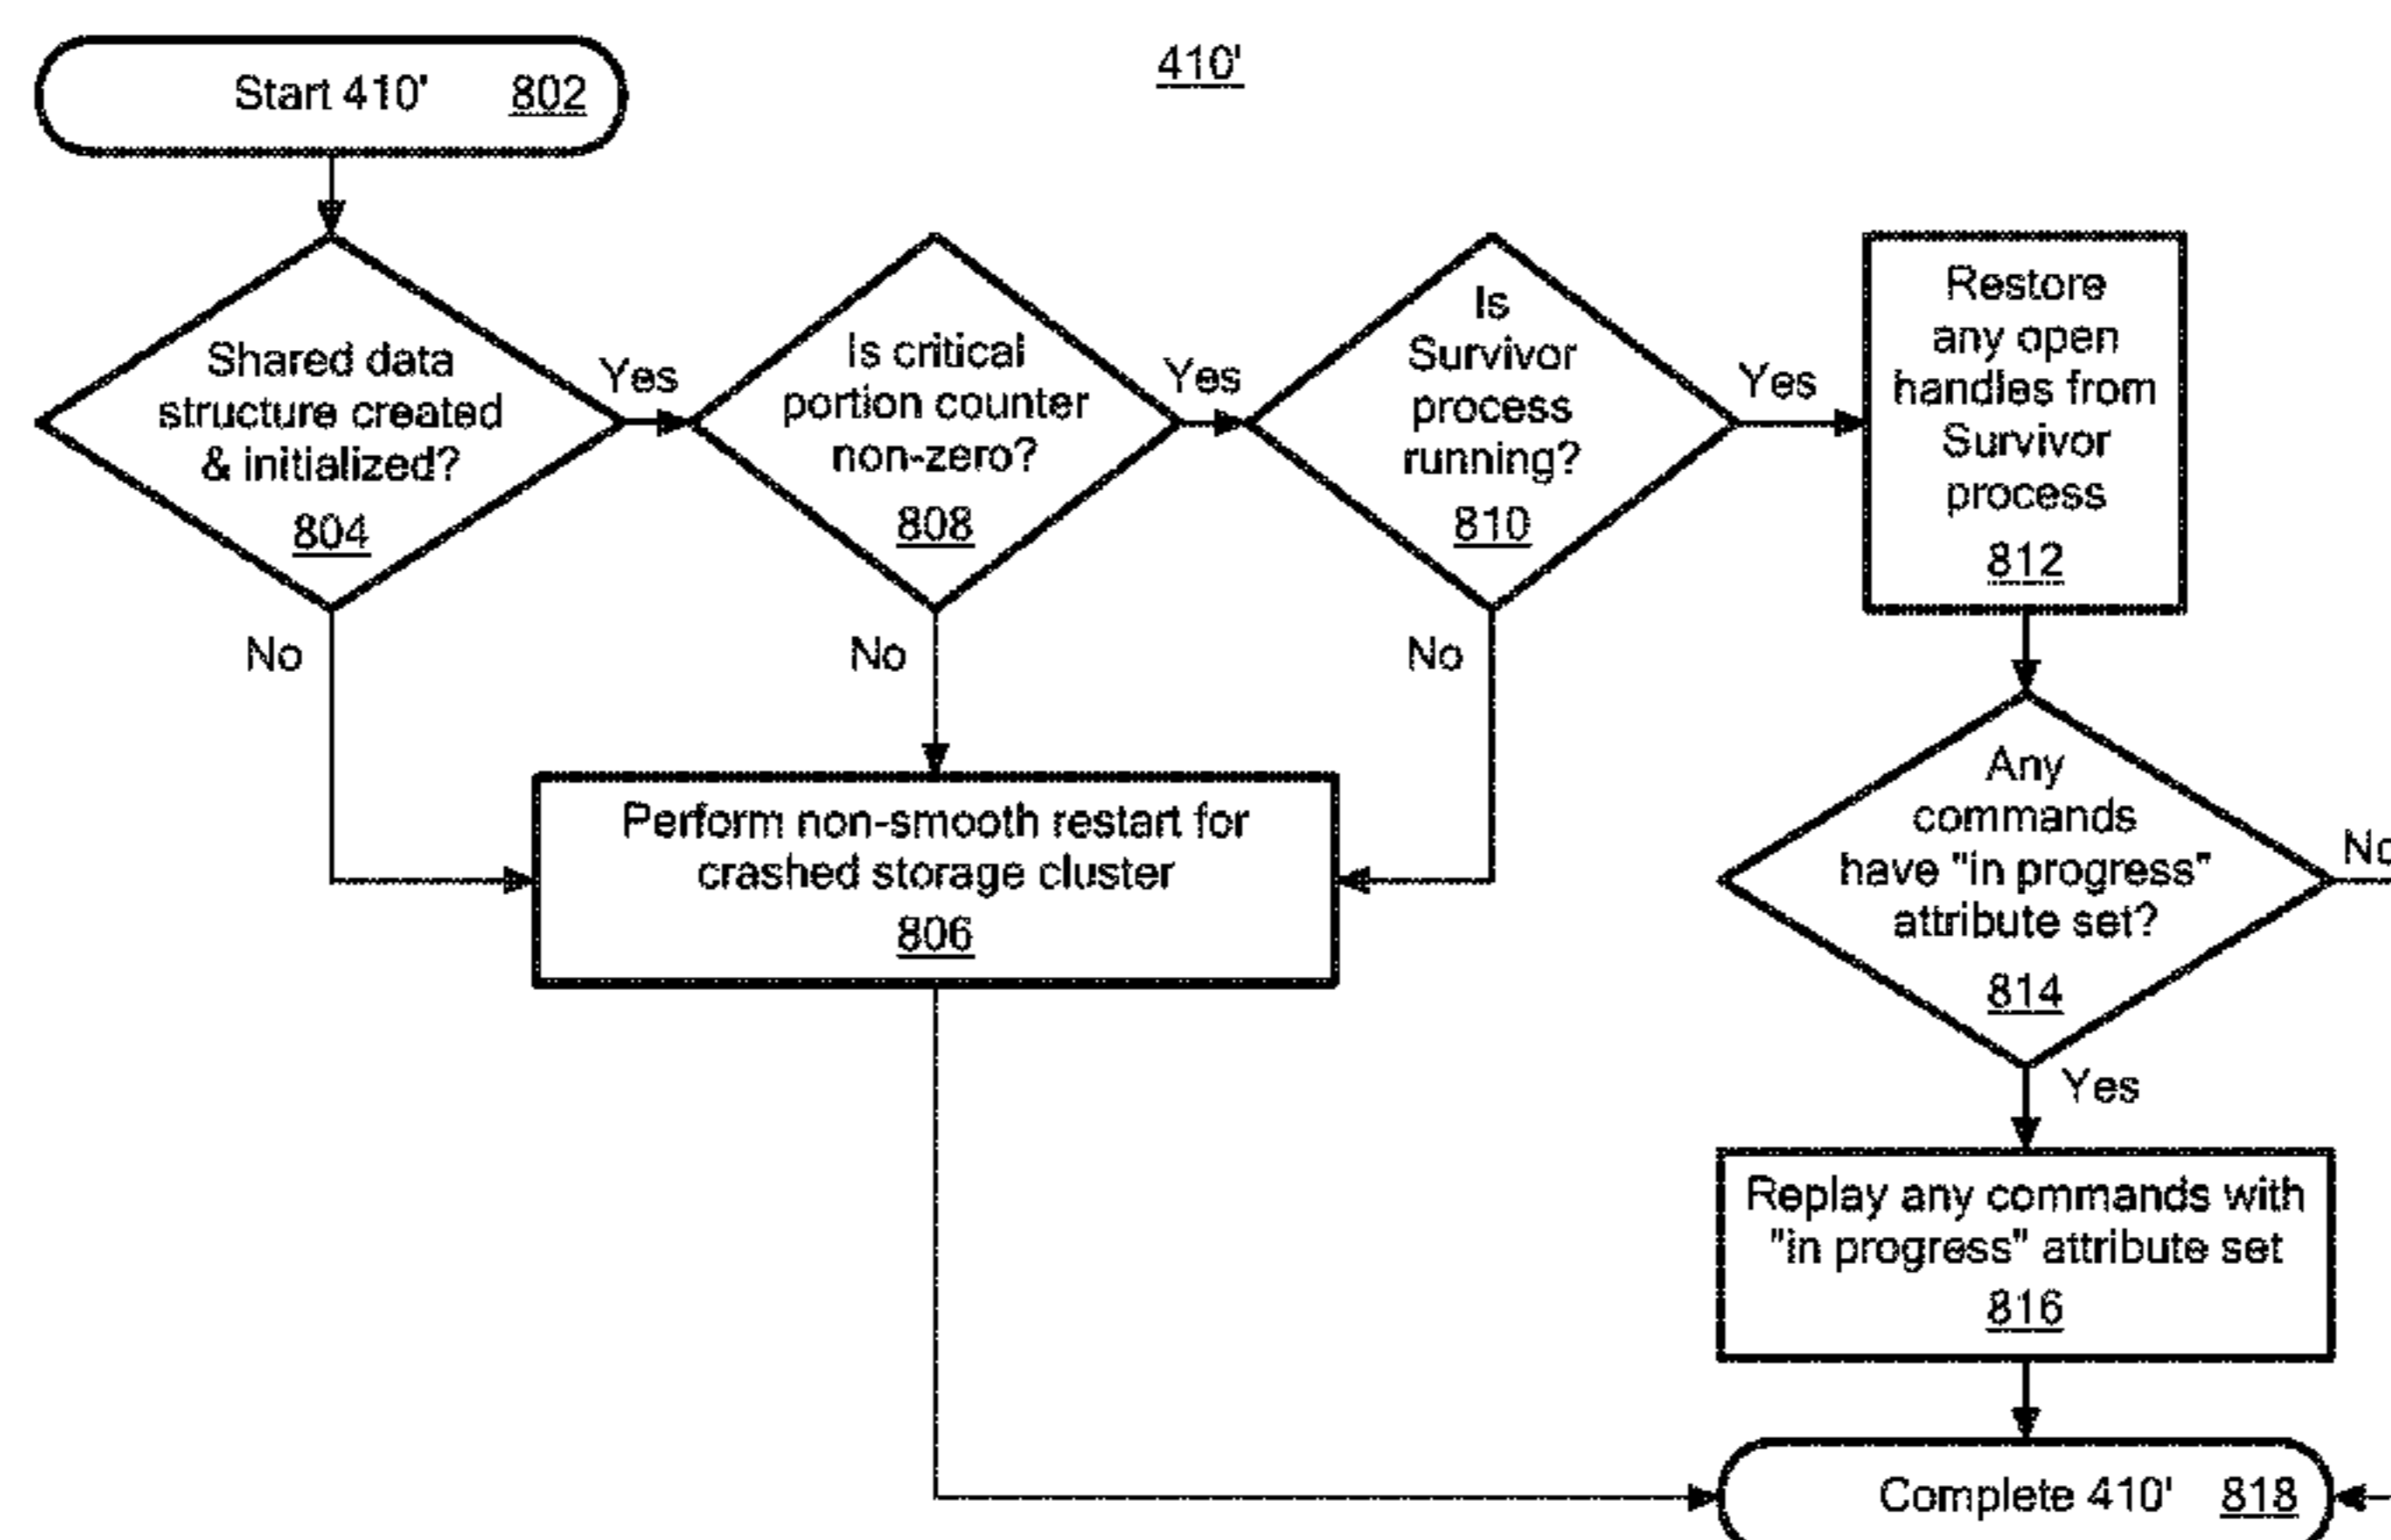 410'
Start 410' 802
Shared data
structure created
& initialized?
804
Yes
No
Is critical
portion counter
non-zero?
808
Yes
No
Is
Survivor
process
running?
810
Yes
No
Restore
any open
handles from
Survivor
process
812
Perform non-smooth restart for
crashed storage cluster
806
Any
commands
have "in progress"
attribute set?
814
No
Yes
Replay any commands with
"in progress" attribute set
816
Complete 410' 818